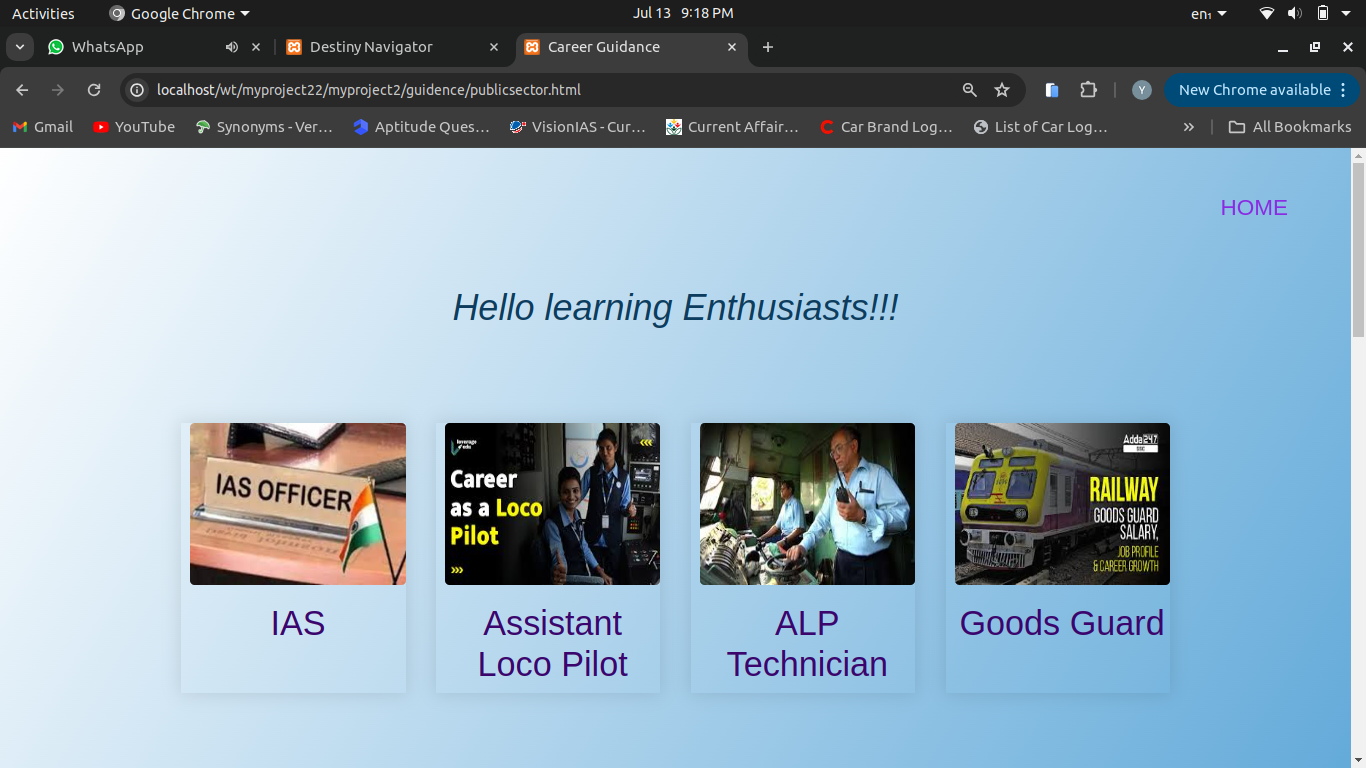 Activities
Google Chrome
Jul 13 9:18 PM
en₁
WhatsApp
Destiny Navigator
Career Guidance
localhost/wt/myproject22/myproject2/guidence/publicsector.html
Y
New Chrome available
Gmail
YouTube
Synonyms - Ver…
Aptitude Ques…
VisionIAS - Cur…
Current Affair…
Car Brand Log…
List of Car Log…
All Bookmarks
HOME
Hello learning Enthusiasts!!!
IAS OFFICER
leverage
edu
Career
as a Loco
Pilot
Adda247
RAILWAY
GOODS GUARD
SALARY,
JOB PROFILE
& CAREER GROWTH
IAS
Assistant
Loco Pilot
ALP
Technician
Goods Guard